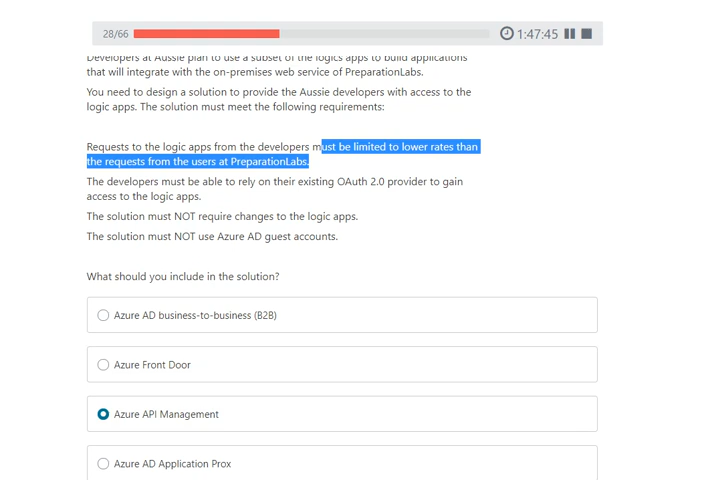 28/66
1:47:45
Developers at Aussie plan to use a subset of the logics apps to build applications
that will integrate with the on-premises web service of PreparationLabs.
You need to design a solution to provide the Aussie developers with access to the
logic apps. The solution must meet the following requirements:
Requests to the logic apps from the developers must be limited to lower rates than
the requests from the users at PreparationLabs.
The developers must be able to rely on their existing OAuth 2.0 provider to gain
access to the logic apps.
The solution must NOT require changes to the logic apps.
The solution must NOT use Azure AD guest accounts.
What should you include in the solution?
Azure AD business-to-business (B2B)
Azure Front Door
Azure API Management
Azure AD Application Prox